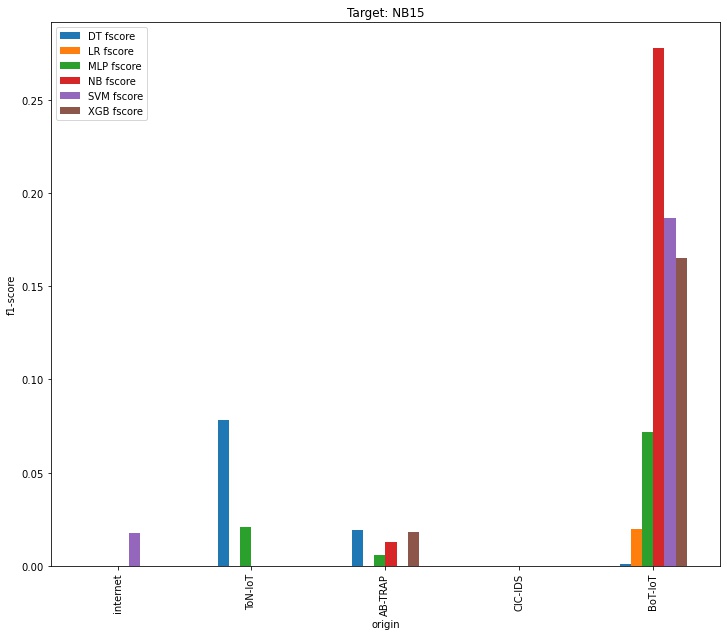 Target: NB15
DT fscore
LR fscore
MLP fscore
NB fscore
SVM fscore
XGB fscore
f1-score
0.25
0.20
0.15
0.10
0.05
0.00
internet
ToN-IoT
AB-TRAP
CIC-IDS
BoT-IoT
origin